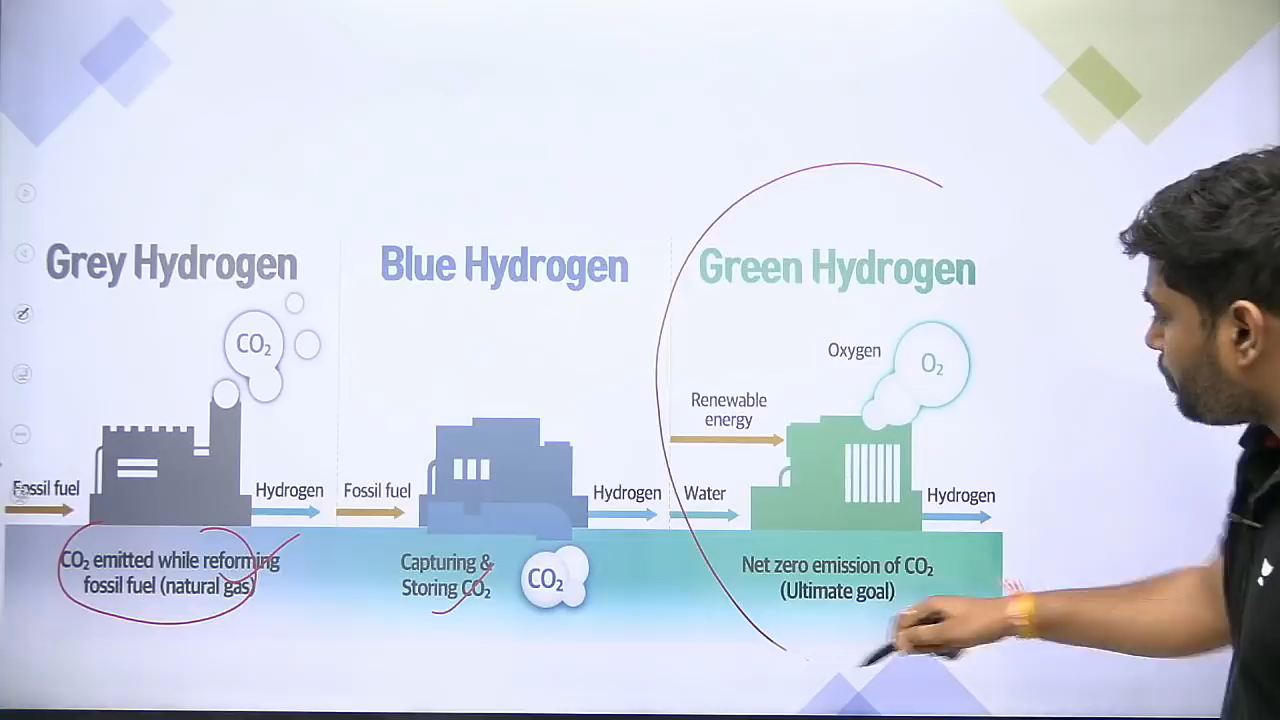 Grey Hydrogen
CO₂
Fossil fuel
Hydrogen
CO₂ emitted while reforming
fossil fuel (natural gas)
Blue Hydrogen
Fossil fuel
Hydrogen
Capturing &
Storing CO₂
CO₂
Green Hydrogen
Oxygen
O₂
Renewable
energy
Water
Hydrogen
Net zero emission of CO₂
(Ultimate goal)